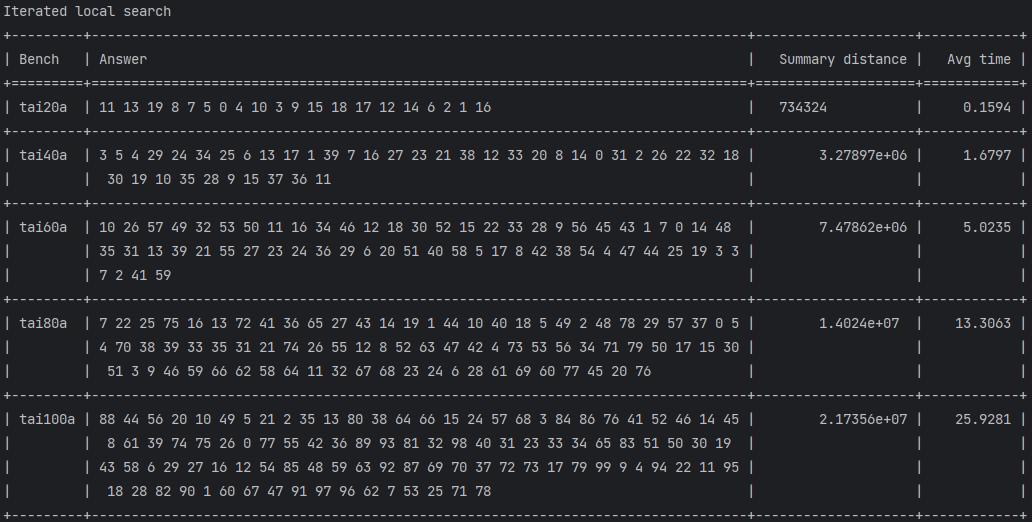 Iterated local search
+---------+---------------------------------------------------------------------------------+--------------------+------------+
| Bench   | Answer                                                                          |   Summary distance |   Avg time |
+=========+=================================================================================+====================+============+
| tai20a  | 11 13 19 8 7 5 0 4 10 3 9 15 18 17 12 14 6 2 1 16                               |   734324           |     0.1594 |
+---------+---------------------------------------------------------------------------------+--------------------+------------+
| tai40a  | 3 5 4 29 24 34 25 6 13 17 1 39 7 16 27 23 21 38 12 33 20 8 14 0 31 2 26 22 32 18 |        3.27897e+06 |     1.6797 |
|         |  30 19 10 35 28 9 15 37 36 11                                                   |                    |            |
+---------+---------------------------------------------------------------------------------+--------------------+------------+
| tai60a  | 10 26 57 49 32 53 50 11 16 34 46 12 18 30 52 15 22 33 28 9 56 45 43 1 7 0 14 48 |        7.47862e+06 |     5.0235 |
|         | 35 31 13 39 21 55 27 23 24 36 29 6 20 51 40 58 5 17 8 42 38 54 4 47 44 25 19 3 3 |                    |            |
|         | 7 2 41 59                                                                       |                    |            |
+---------+---------------------------------------------------------------------------------+--------------------+------------+
| tai80a  | 7 22 25 75 16 13 72 41 36 65 27 43 14 19 1 44 10 40 18 5 49 2 48 78 29 57 37 0 5 |        1.4024e+07  |    13.3063 |
|         | 4 70 38 39 33 35 31 21 74 26 55 12 8 52 63 47 42 4 73 53 56 34 71 79 50 17 15 30 |                    |            |
|         |  51 3 9 46 59 66 62 58 64 11 32 67 68 23 24 6 28 61 69 60 77 45 20 76           |                    |            |
+---------+---------------------------------------------------------------------------------+--------------------+------------+
| tai100a | 88 44 56 20 10 49 5 21 2 35 13 80 38 64 66 15 24 57 68 3 84 86 76 41 52 46 14 45 |        2.17356e+07 |    25.9281 |
|         |  8 61 39 74 75 26 0 77 55 42 36 89 93 81 32 98 40 31 23 33 34 65 83 51 50 30 19 |                    |            |
|         | 43 58 6 29 27 16 12 54 85 48 59 63 92 87 69 70 37 72 73 17 79 99 9 4 94 22 11 95 |                    |            |
|         |  18 28 82 90 1 60 67 47 91 97 96 62 7 53 25 71 78                               |                    |            |
+---------+---------------------------------------------------------------------------------+--------------------+------------+